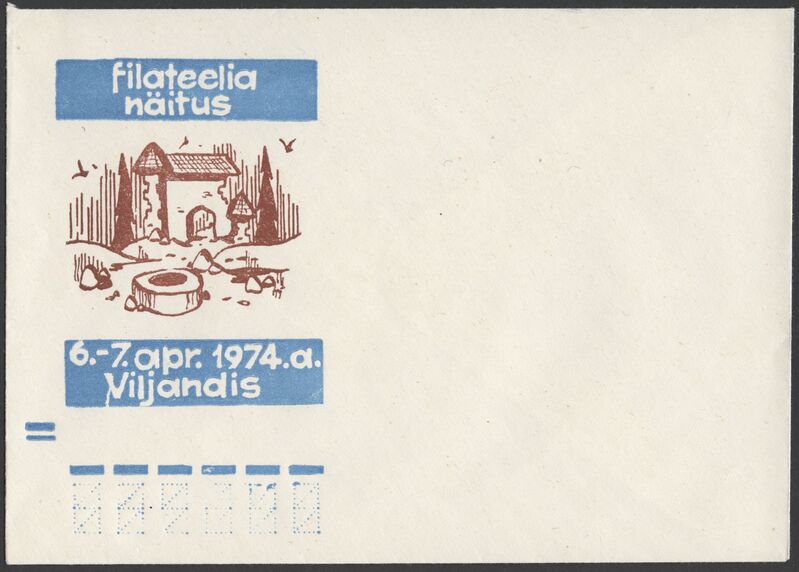 filateelia
näitus
6.-7. apr. 1974.a.
Viljandis